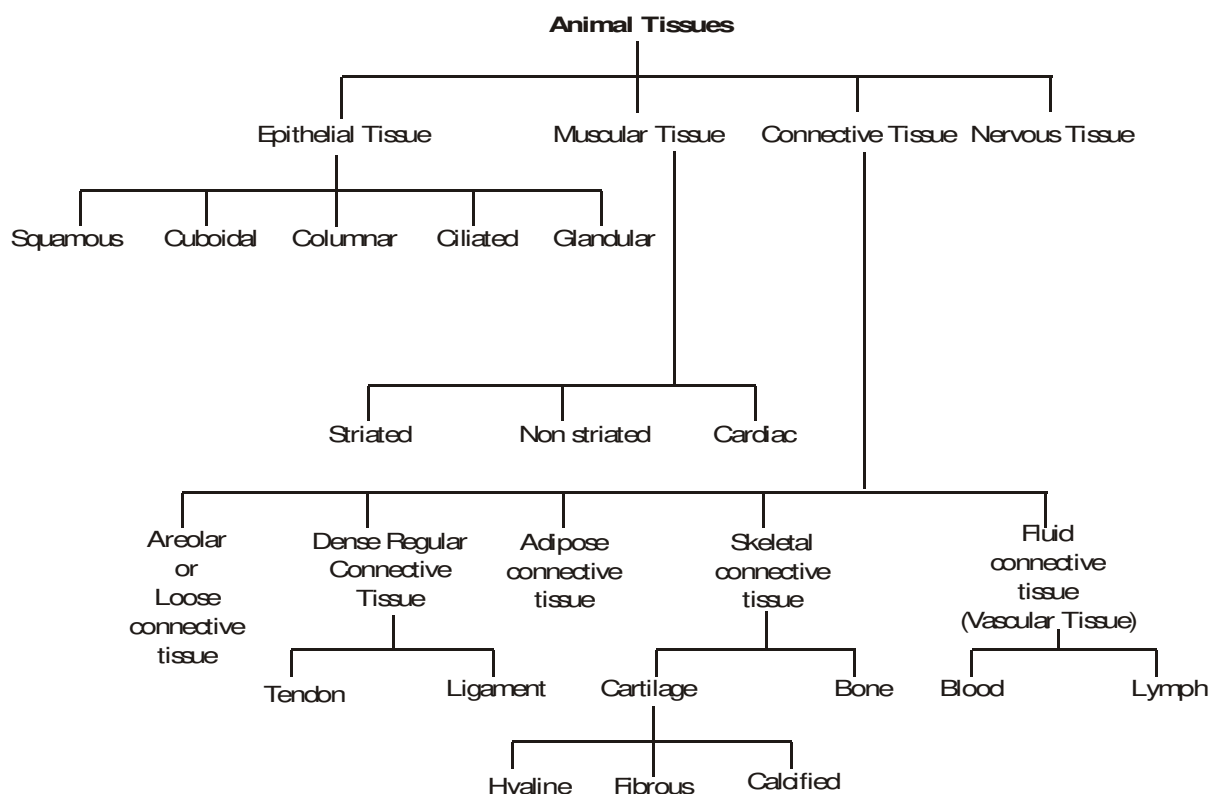 Animal Tissues
Epithelial Tissue
Muscular Tissue
Connective Tissue
Nervous Tissue
Squamous
Cuboidal
Columnar
Ciliated
Glandular
Striated
Non striated
Cardiac
Areolar
or
Loose
connective
tissue
Dense Regular
Connective
Tissue
Adipose
connective
tissue
Skeletal
connective
tissue
Fluid
connective
tissue
(Vascular Tissue)
Tendon
Ligament
Cartilage
Bone
Blood
Lymph
Hyaline
Fibrous
Calcified